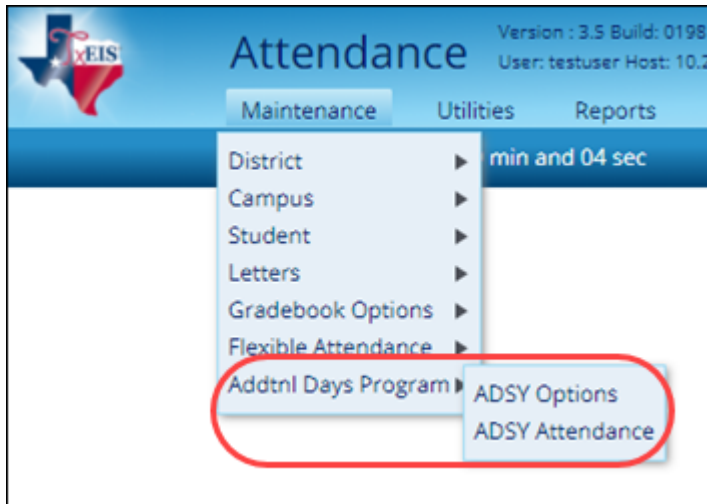 TxEIS
Attendance
Version : 3.5 Build: 0198
User: testuser Host: 10.2
Maintenance Utilities Reports
min and 04 sec
District
Campus
Student
Letters
Gradebook Options
Flexible Attendance
Addtnl Days Program
ADSY Options
ADSY Attendance